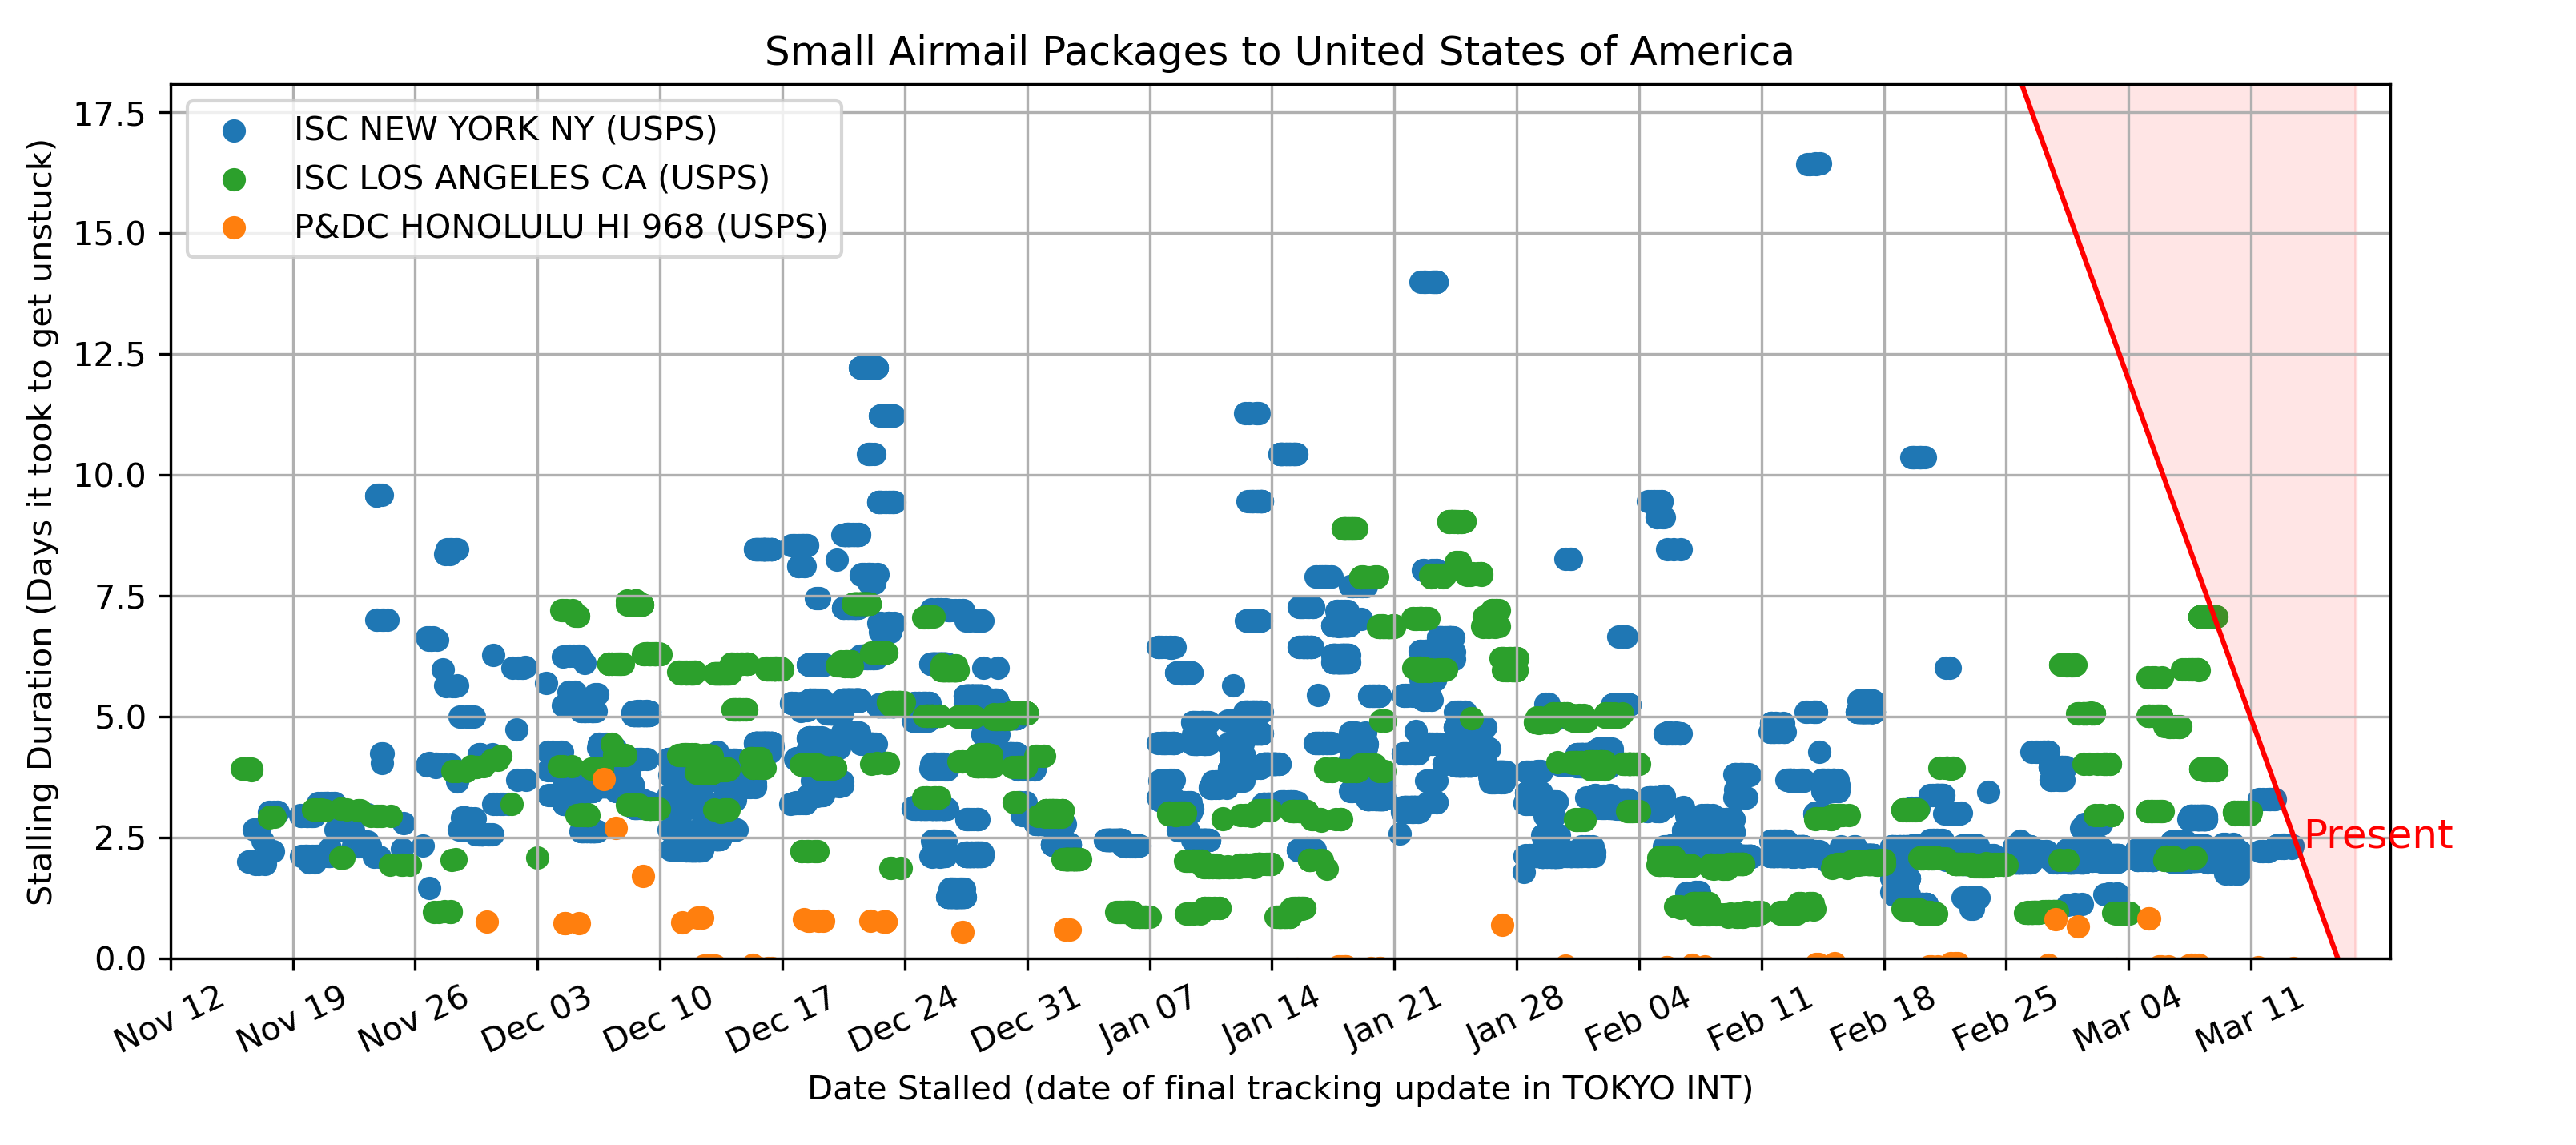 Small Airmail Packages to United States of America
Stalling Duration (Days it took to get unstuck)
17.5
15.0
12.5
10.0
7.5
5.0
2.5
0.0
ISC NEW YORK NY (USPS)
ISC LOS ANGELES CA (USPS)
P&DC HONOLULU HI 968 (USPS)
Present
Nov 12
Nov 19
Nov 26
Dec 03
Dec 10
Dec 17
Dec 24
Dec 31
Jan 07
Jan 14
Jan 21
Jan 28
Feb 04
Feb 11
Feb 18
Feb 25
Mar 04
Mar 11
Date Stalled (date of final tracking update in TOKYO INT)